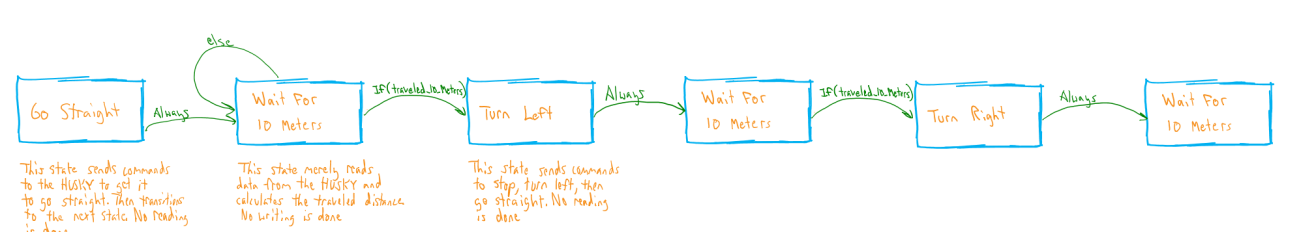 else
Go Straight
Always
Wait For
10 Meters
If(traveled_10_Meters)
Turn Left
Always
Wait For
10 Meters
If(traveled_10_Metrs)
Turn Right
Always
Wait For
10 Meters
This state sends commands
to the HUSKY to get it
to go straight. Then transitions
to the next state. No reading
is done
This state merely reads
data from the HUSKY and
calculates the traveled distance
No writing is done
This state sends commands
to stop, turn left, then
go straight. No reading
is done